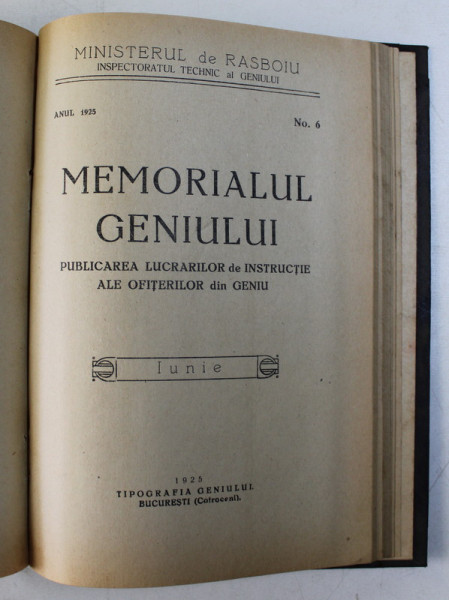 MINISTERUL de RASBOIU
INSPECTORATUL TECHNIC al GENIULUI
ANUL 1925
No. 6
MEMORIALUL
GENIULUI
PUBLICAREA LUCRARILOR de INSTRUCȚIE
ALE OFIȚERILOR din GENIU
Iunie
1925
TIPOGRAFIA GENIULUI
BUCURESTI (Cotroceni).